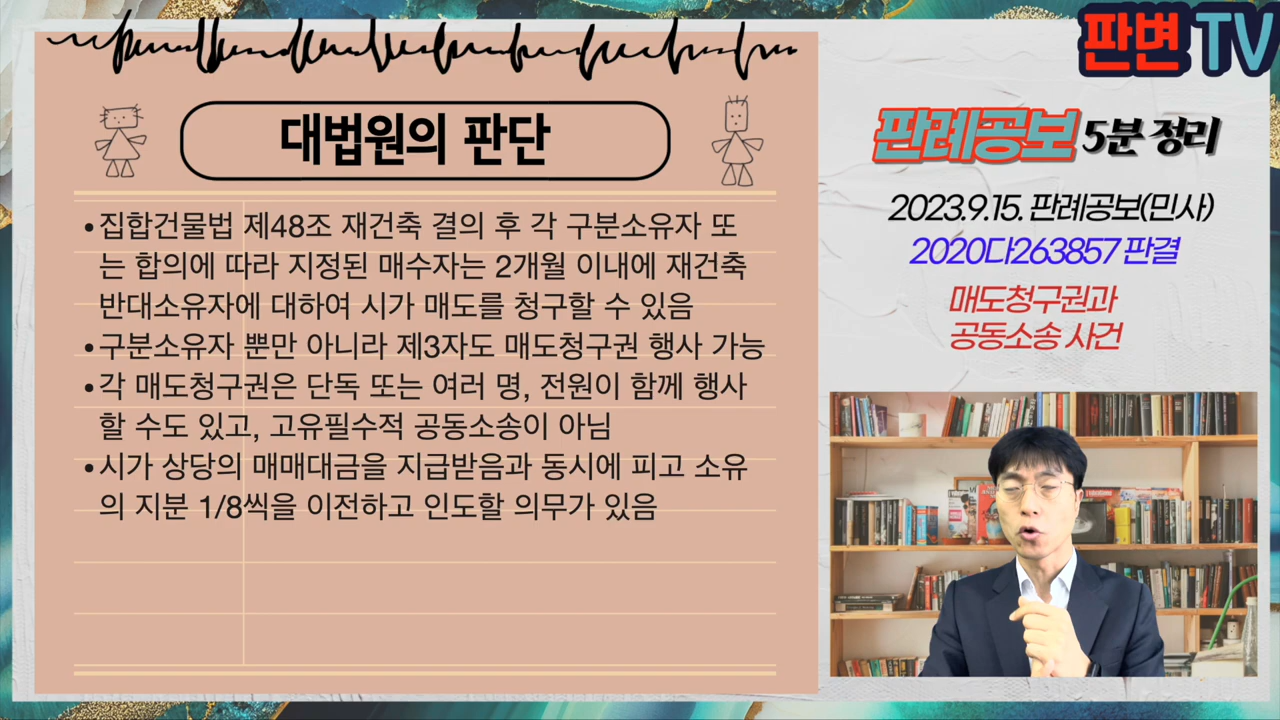 판변 TV
대법원의 판단
•집합건물법 제48조 재건축 결의 후 각 구분소유자 또
는 합의에 따라 지정된 매수자는 2개월 이내에 재건축
반대소유자에 대하여 시가 매도를 청구할 수 있음
•구분소유자 뿐만 아니라 제3자도 매도청구권 행사 가능
•각 매도청구권은 단독 또는 여러 명, 전원이 함께 행사
할 수도 있고, 고유필수적 공동소송이 아님
•시가 상당의 매매대금을 지급받음과 동시에 피고 소유
의 지분 1/8씩을 이전하고 인도할 의무가 있음
판례공보 5분 정리
2023.9.15. 판례공보(민사)
2020다263857 판결
매도청구권과
공동소송 사건